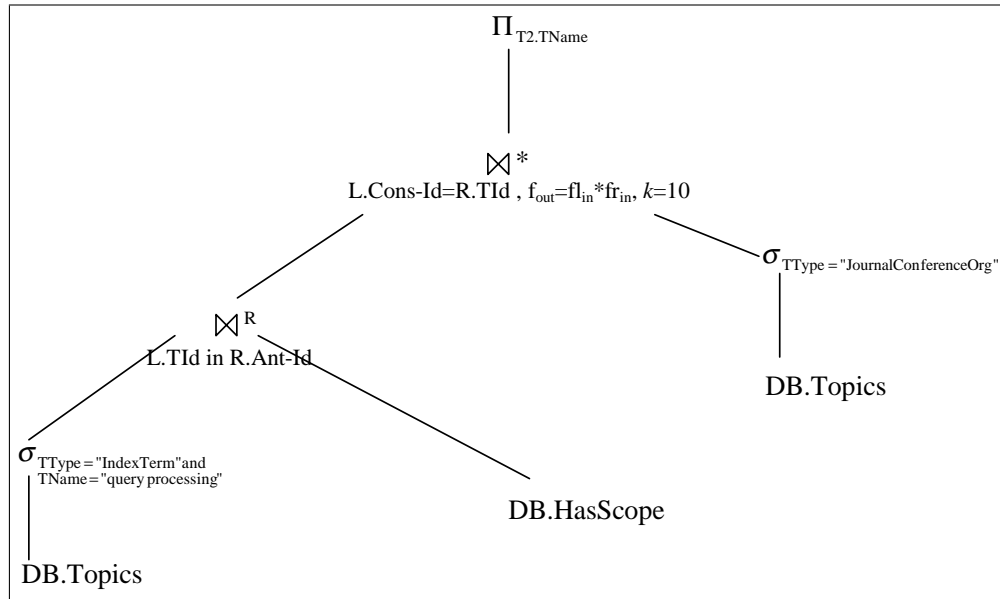 Π T2.TName
⋈ *
L.Cons-Id=R.TId , f_out=fl_in*fr_in, k=10
σ TType="JournalConferenceOrg"
⋈ R
L.TId in R.Ant-Id
DB.Topics
σ TType="IndexTerm"and
TName="query processing"
DB.HasScope
DB.Topics